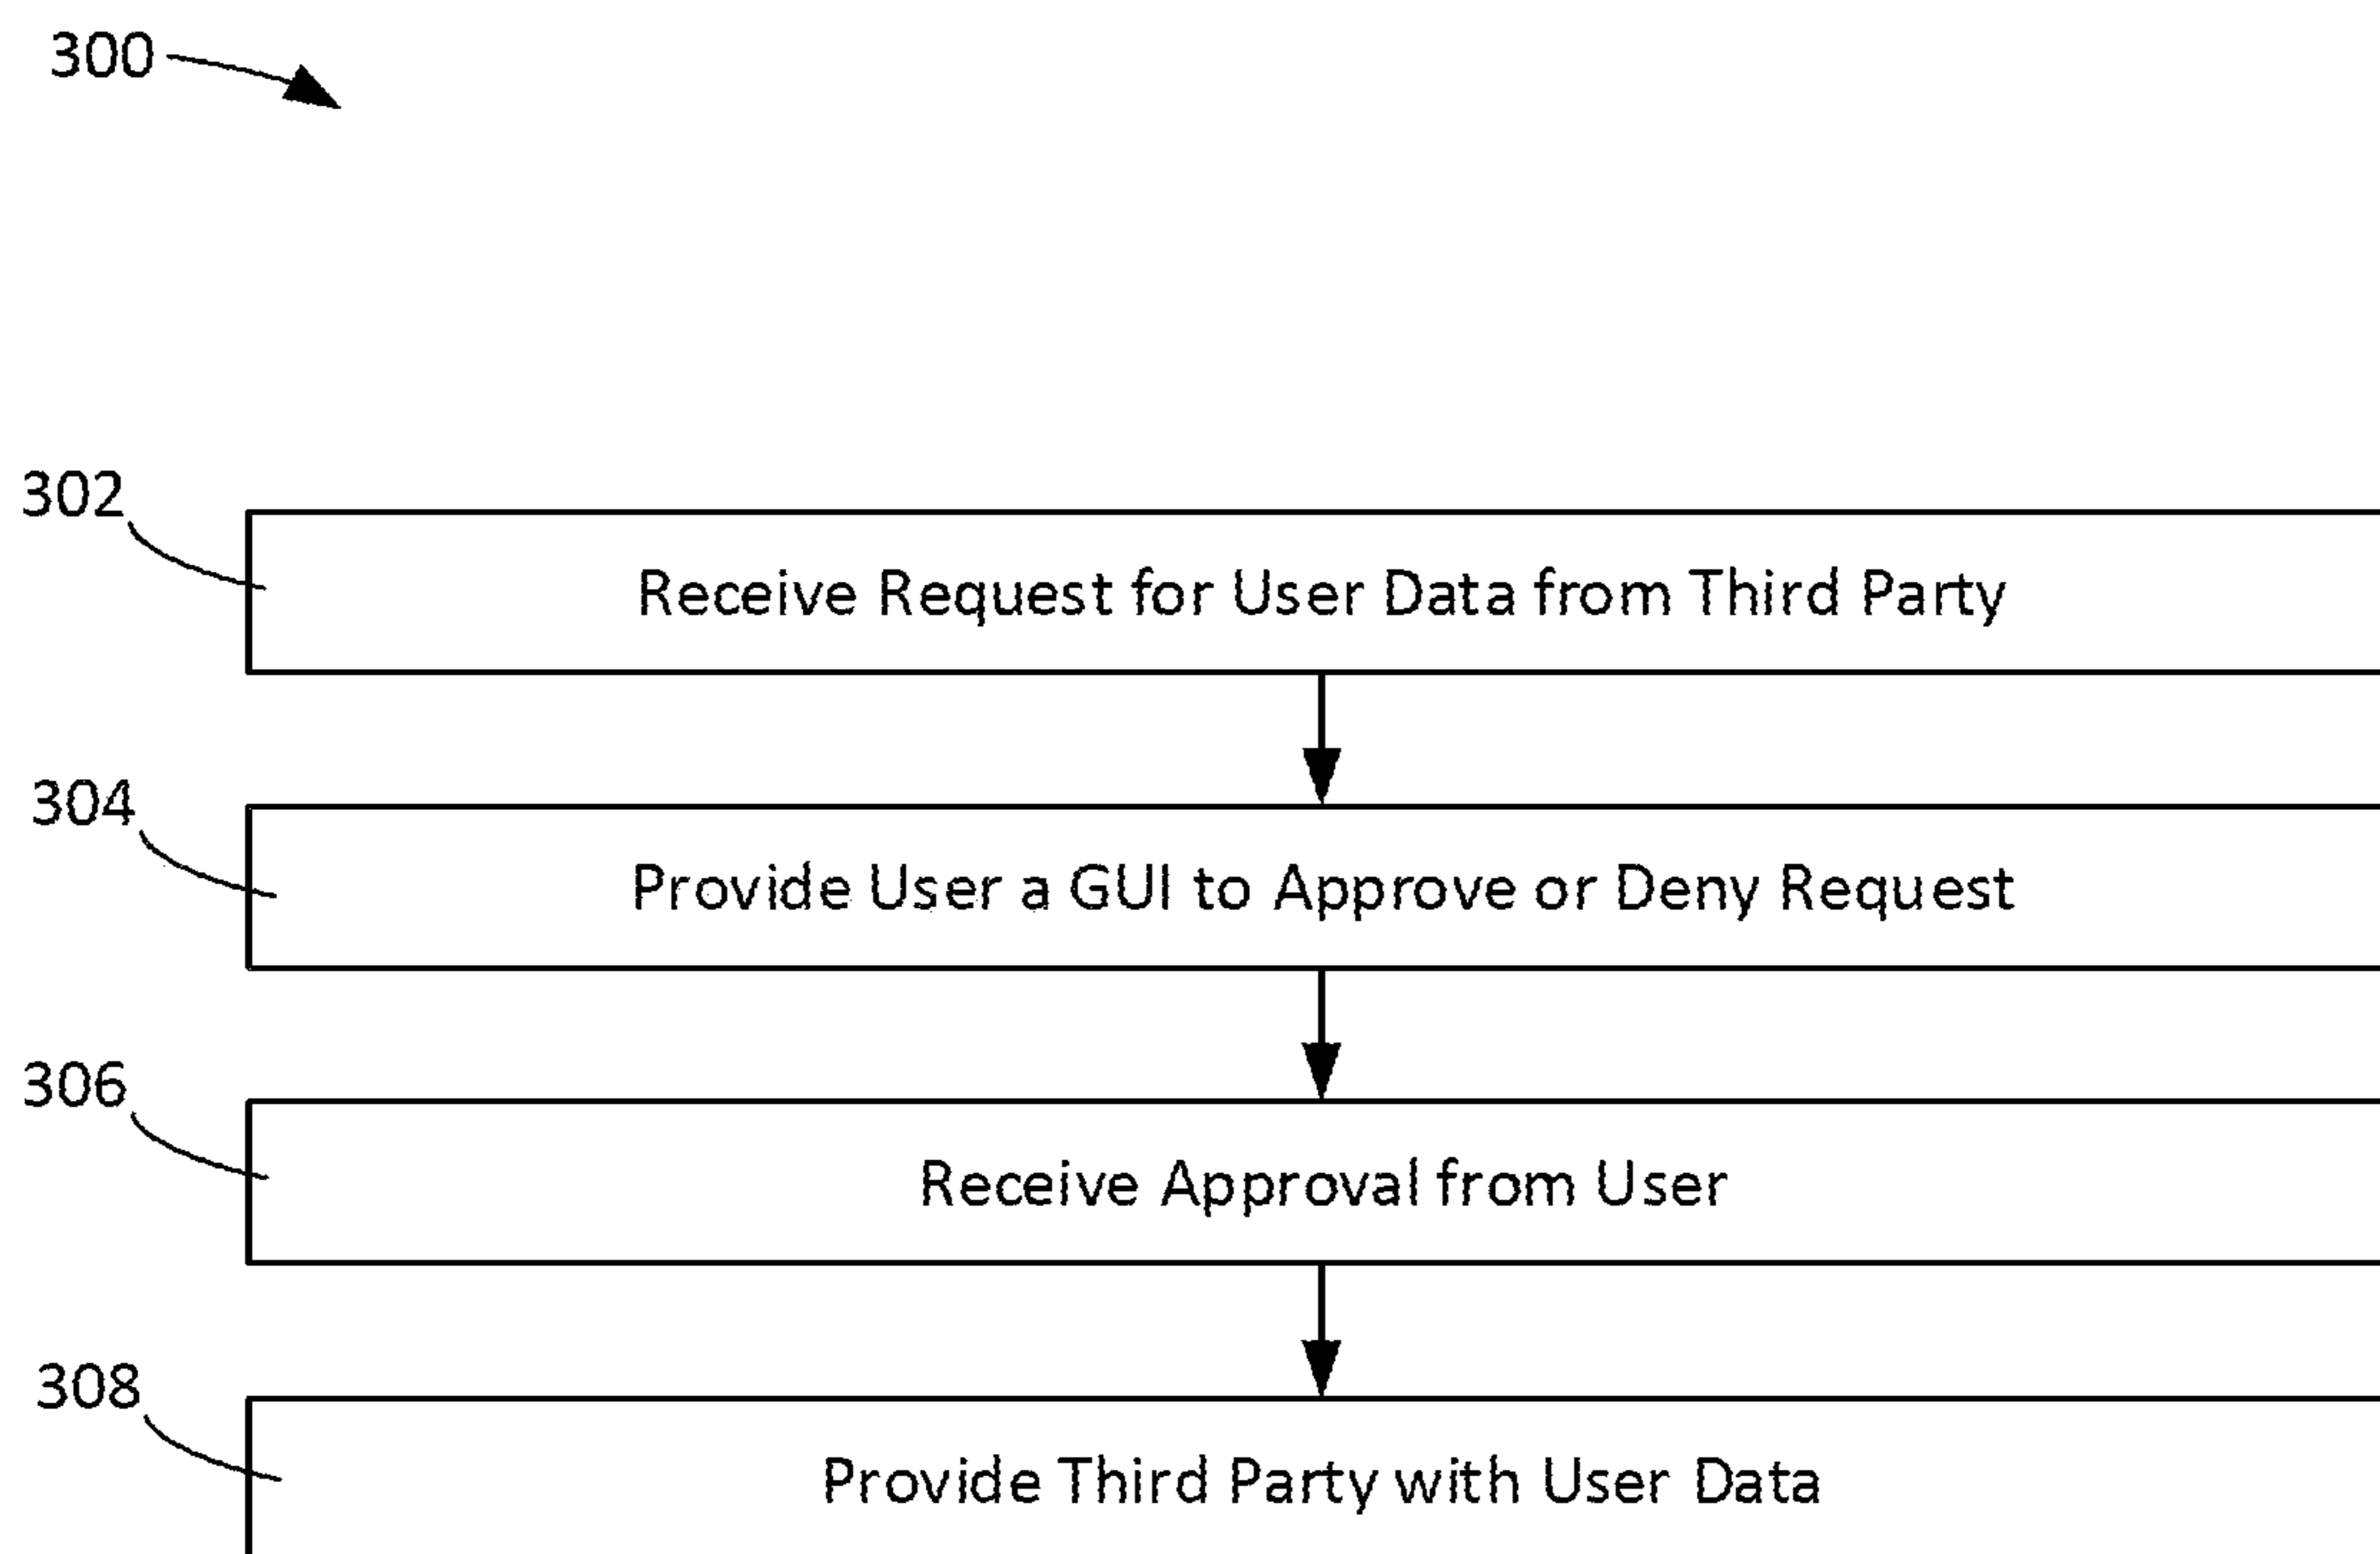 300
302
Receive Request for User Data from Third Party
304
Provide User a GUI to Approve or Deny Request
306
Receive Approval from User
308
Provide Third Party with User Data